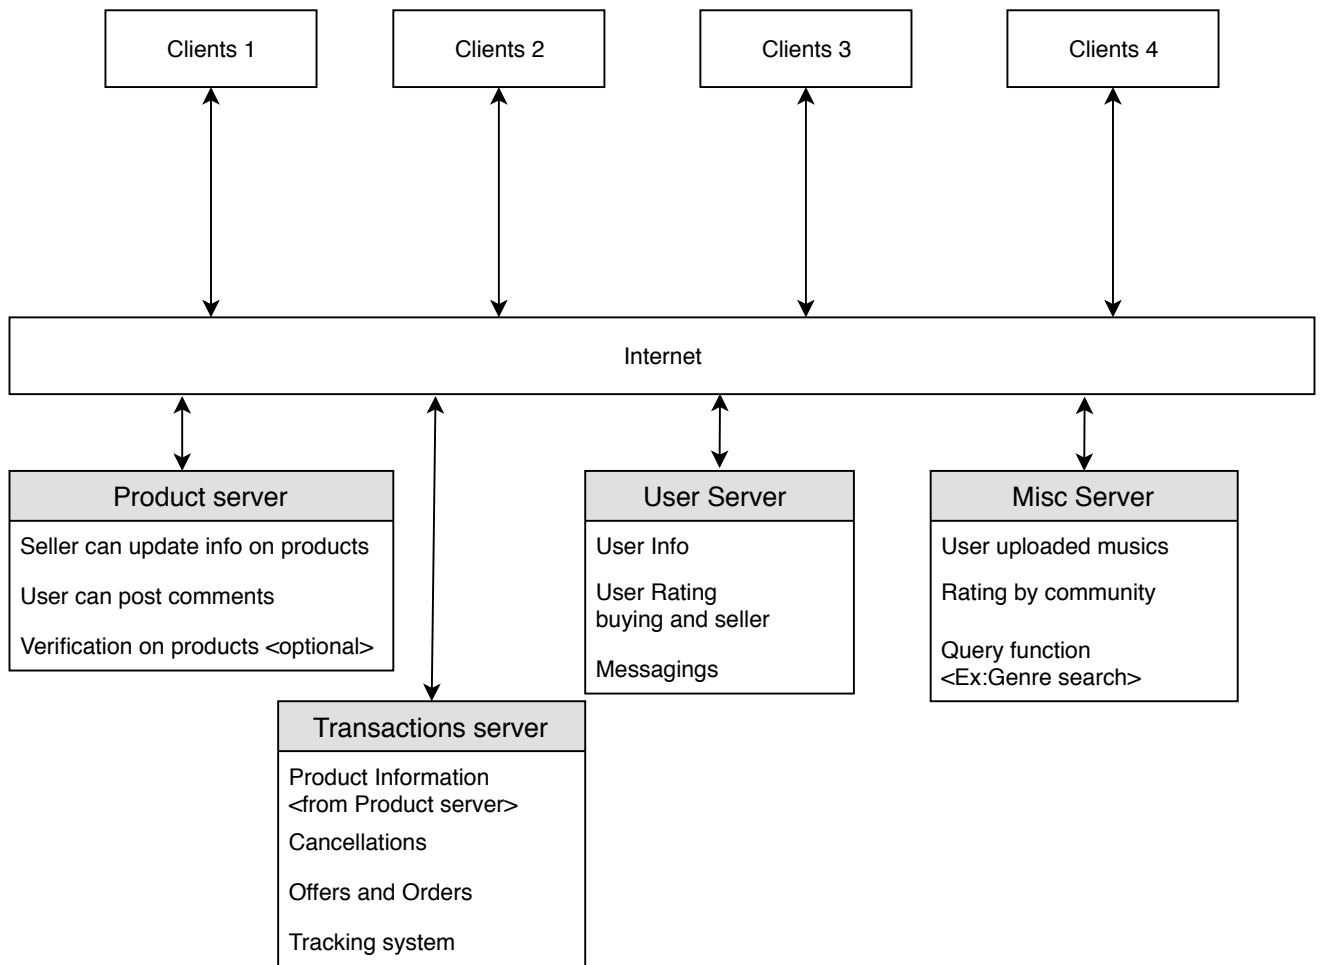 Clients 1
Clients 2
Clients 3
Clients 4
Internet
Product server
Seller can update info on products
User can post comments
Verification on products <optional>
Transactions server
Product Information
<from Product server>
Cancellations
Offers and Orders
Tracking system
User Server
User Info
User Rating
buying and seller
Messagings
Misc Server
User uploaded musics
Rating by community
Query function
<Ex:Genre search>